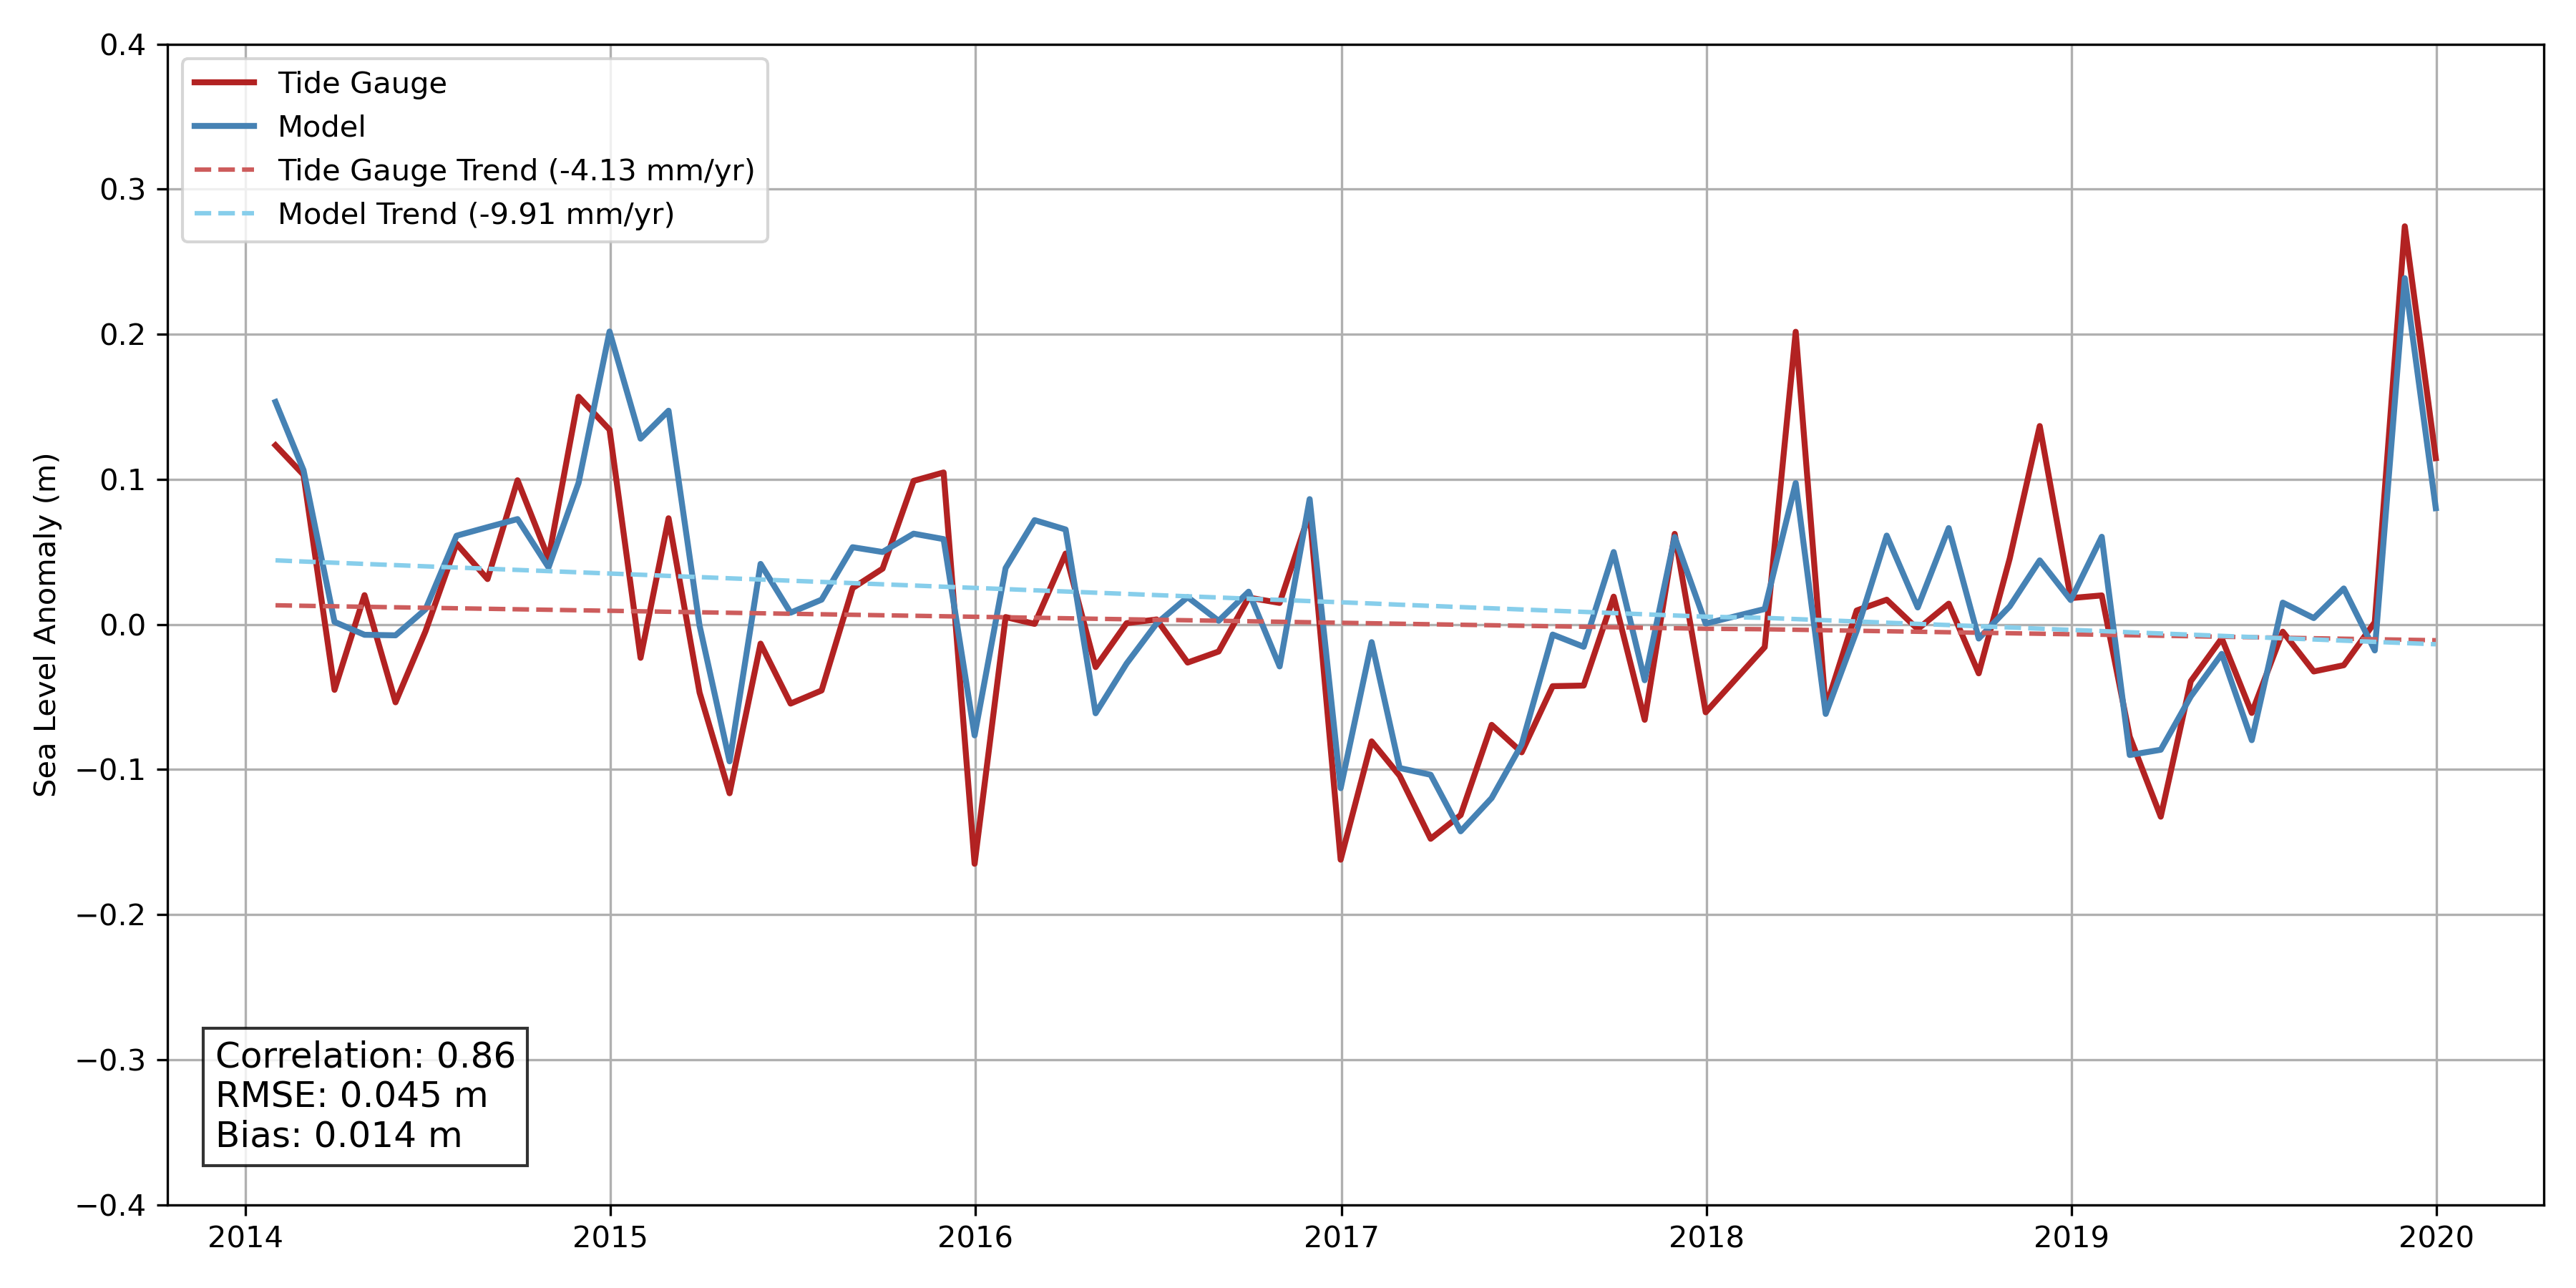 Sea Level Anomaly (m)
0.4
0.3
0.2
0.1
0.0
−0.1
−0.2
−0.3
−0.4
Tide Gauge
Model
Tide Gauge Trend (-4.13 mm/yr)
Model Trend (-9.91 mm/yr)
Correlation: 0.86
RMSE: 0.045 m
Bias: 0.014 m
2014 2015 2016 2017 2018 2019 2020